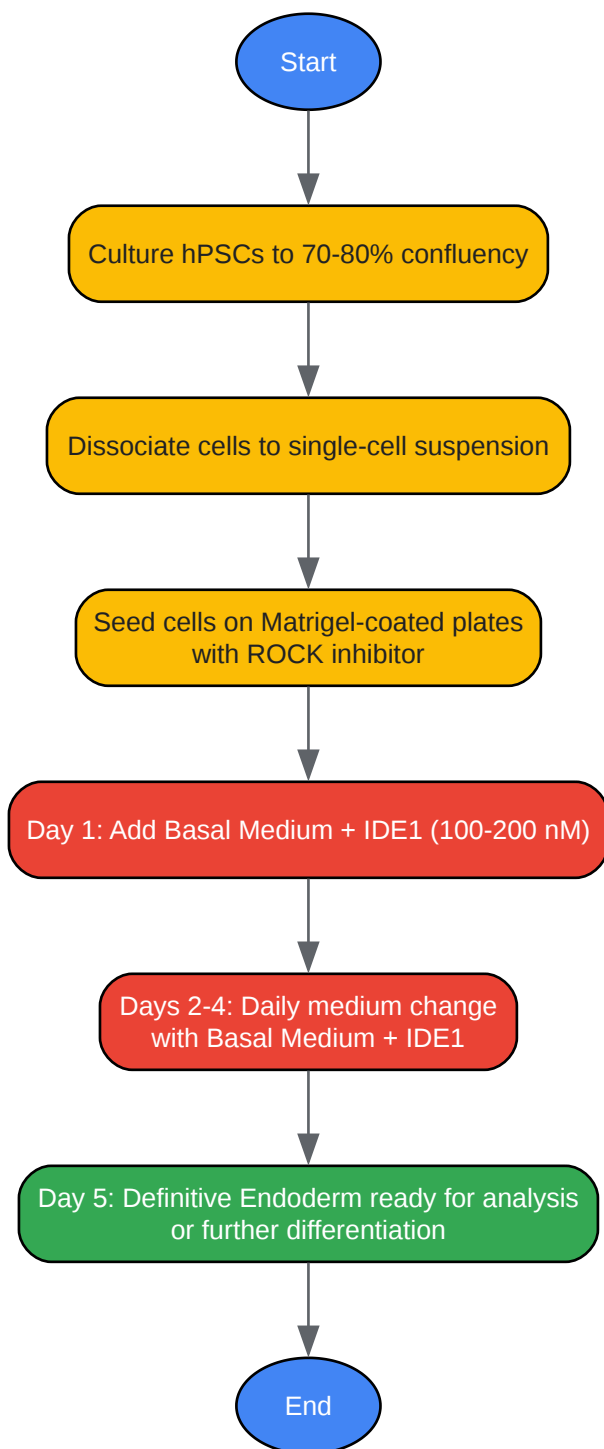 Start
Culture hPSCs to 70-80% confluency
Dissociate cells to single-cell suspension
Seed cells on Matrigel-coated plates
with ROCK inhibitor
Day 1: Add Basal Medium + IDE1 (100-200 nM)
Days 2-4: Daily medium change
with Basal Medium + IDE1
Day 5: Definitive Endoderm ready for analysis
or further differentiation
End